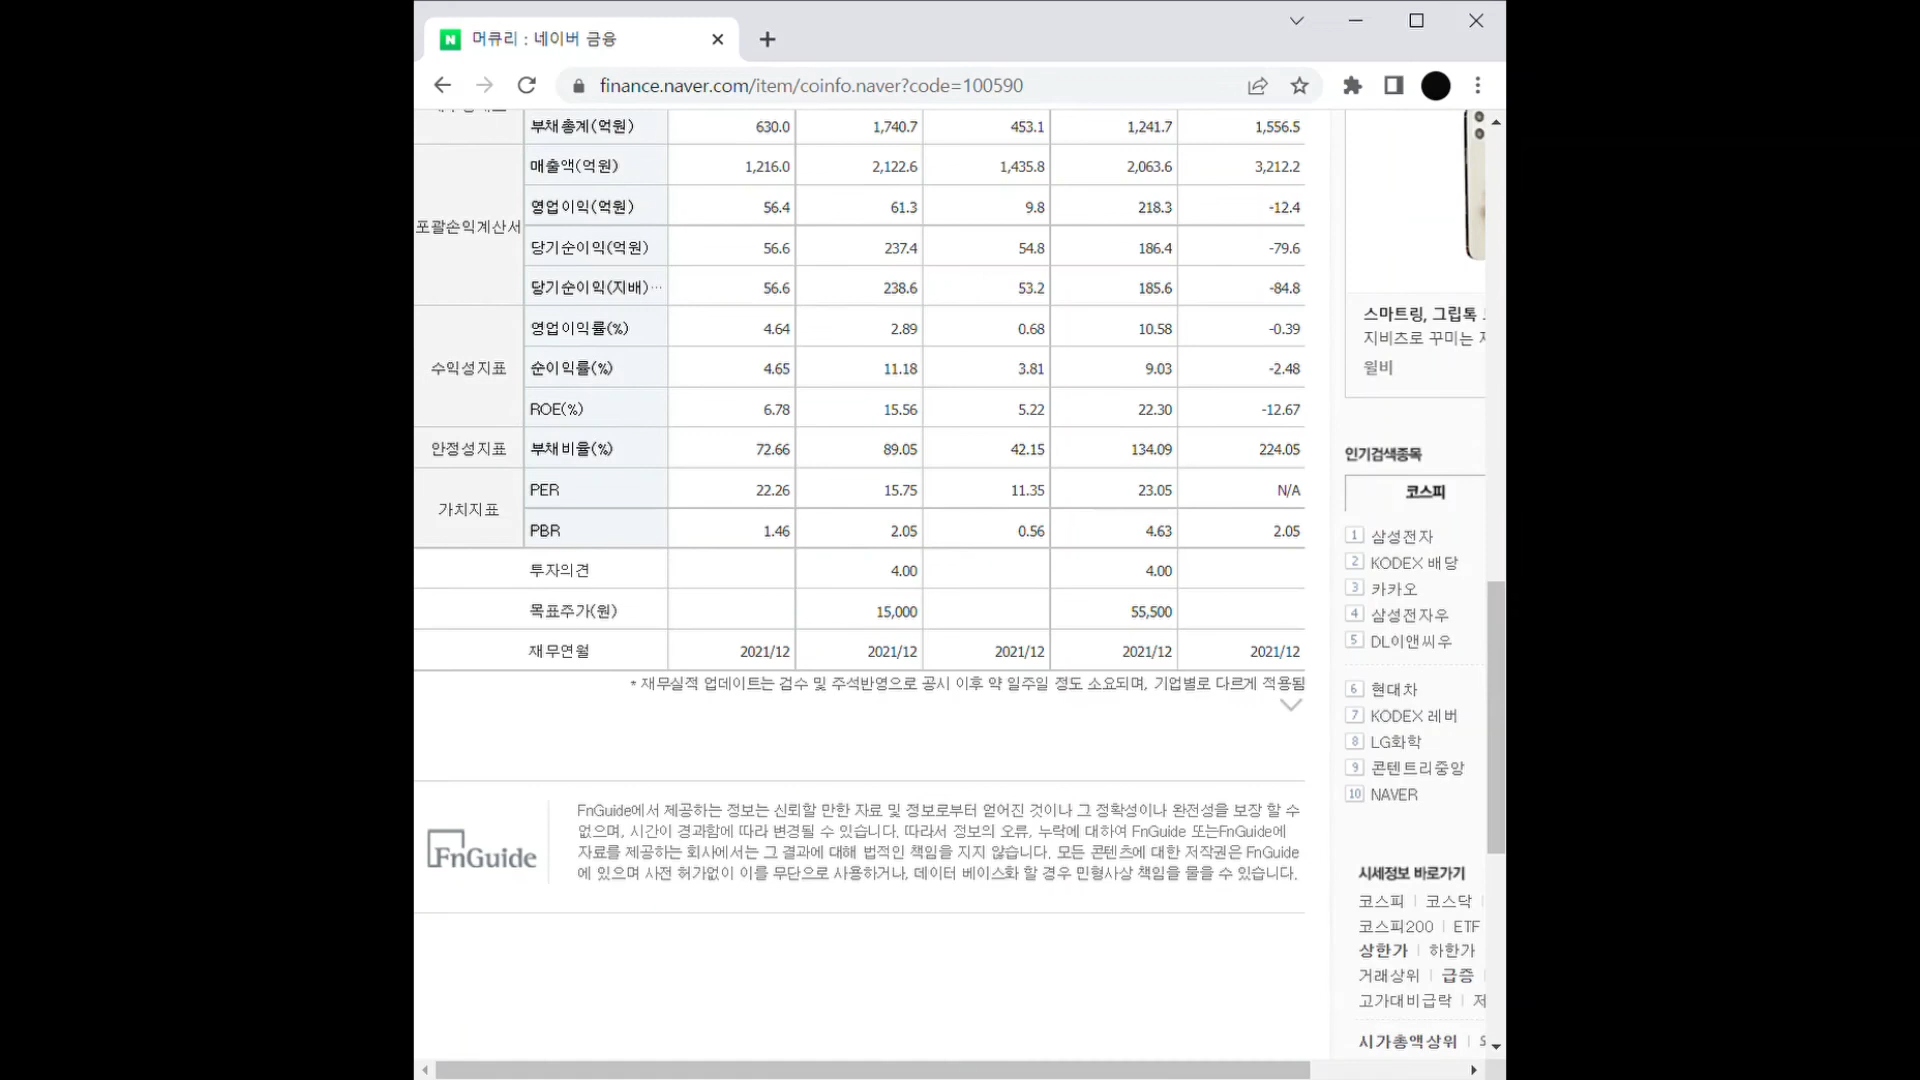 머큐리 : 네이버 금융
finance.naver.com/item/coinfo.naver?code=100590
부채총계(억원) 630.0 1,740.7 453.1 1,241.7 1,556.5
포괄손익계산서
매출액(억원) 1,216.0 2,122.6 1,435.8 2,063.6 3,212.2
영업이익(억원) 56.4 61.3 9.8 218.3 -12.4
당기순이익(억원) 56.6 237.4 54.8 186.4 -79.6
당기순이익(지배)… 56.6 238.6 53.2 185.6 -84.8
수익성지표
영업이익률(%) 4.64 2.89 0.68 10.58 -0.39
순이익률(%) 4.65 11.18 3.81 9.03 -2.48
ROE(%) 6.78 15.56 5.22 22.30 -12.67
안정성지표 부채비율(%) 72.66 89.05 42.15 134.09 224.05
가치지표
PER 22.26 15.75 11.35 23.05 N/A
PBR 1.46 2.05 0.56 4.63 2.05
투자의견 4.00 4.00
목표주가(원) 15,000 55,500
재무연월 2021/12 2021/12 2021/12 2021/12 2021/12
* 재무실적 업데이트는 검수 및 주석반영으로 공시 이후 약 일주일 정도 소요되며, 기업별로 다르게 적용됨
FnGuide
FnGuide에서 제공하는 정보는 신뢰할 만한 자료 및 정보로부터 얻어진 것이나 그 정확성이나 완전성을 보장 할 수
없으며, 시간이 경과함에 따라 변경될 수 있습니다. 따라서 정보의 오류, 누락에 대하여 FnGuide 또는FnGuide에
자료를 제공하는 회사에서는 그 결과에 대해 법적인 책임을 지지 않습니다. 모든 콘텐츠에 대한 저작권은 FnGuide
에 있으며 사전 허가없이 이를 무단으로 사용하거나, 데이터 베이스화 할 경우 민형사상 책임을 물을 수 있습니다.
스마트링, 그립톡
지비츠로 꾸미는
윌비
인기검색종목
코스피
1 삼성전자
2 KODEX 배당
3 카카오
4 삼성전자우
5 DL이앤씨우
6 현대차
7 KODEX 레버
8 LG화학
9 콘텐트리중앙
10 NAVER
시세정보 바로가기
코스피 | 코스닥 |
코스피200 | ETF
상한가 | 하한가
거래상위 | 급증 |
고가대비급락 | 저
시가총액상위 |